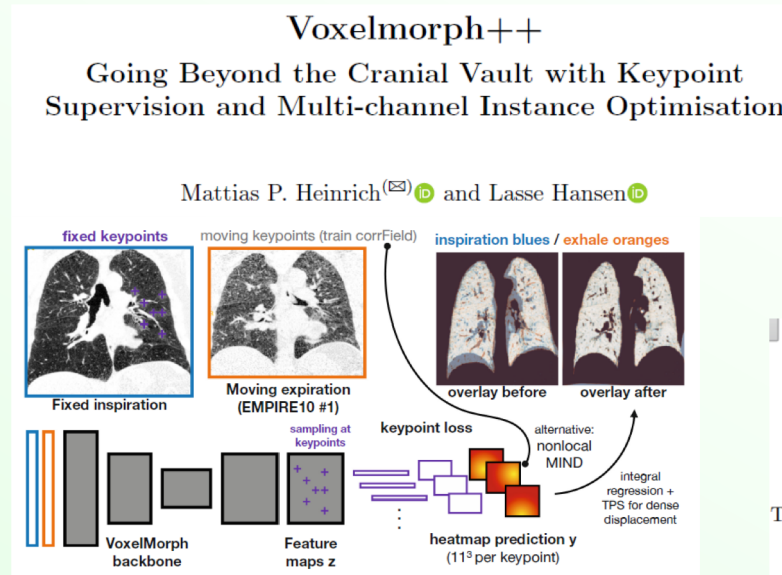 Voxelmorph++
Going Beyond the Cranial Vault with Keypoint
Supervision and Multi-channel Instance Optimisation
Mattias P. Heinrich(✉) iD and Lasse Hansen iD
fixed keypoints
moving keypoints (train corrField)
inspiration blues / exhale oranges
Fixed inspiration
Moving expiration
(EMPIRE10 #1)
overlay before
overlay after
sampling at
keypoints
keypoint loss
alternative:
nonlocal
MIND
integral
regression +
TPS for dense
displacement
VoxelMorph
backbone
Feature
maps z
heatmap prediction y
(11³ per keypoint)
T